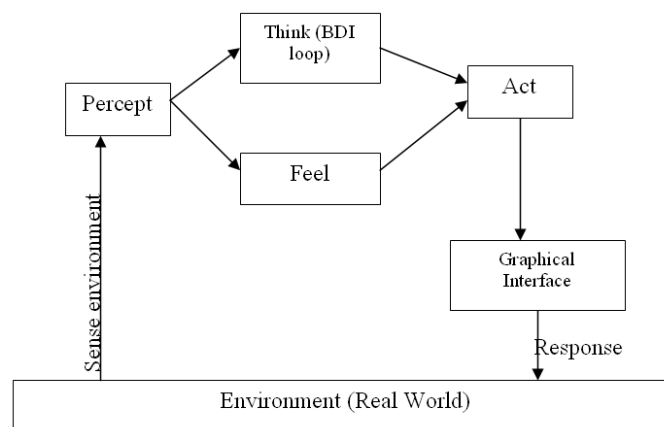 Think (BDI
loop)
Percept
Act
Feel
Sense environment
Graphical
Interface
Response
Environment (Real World)